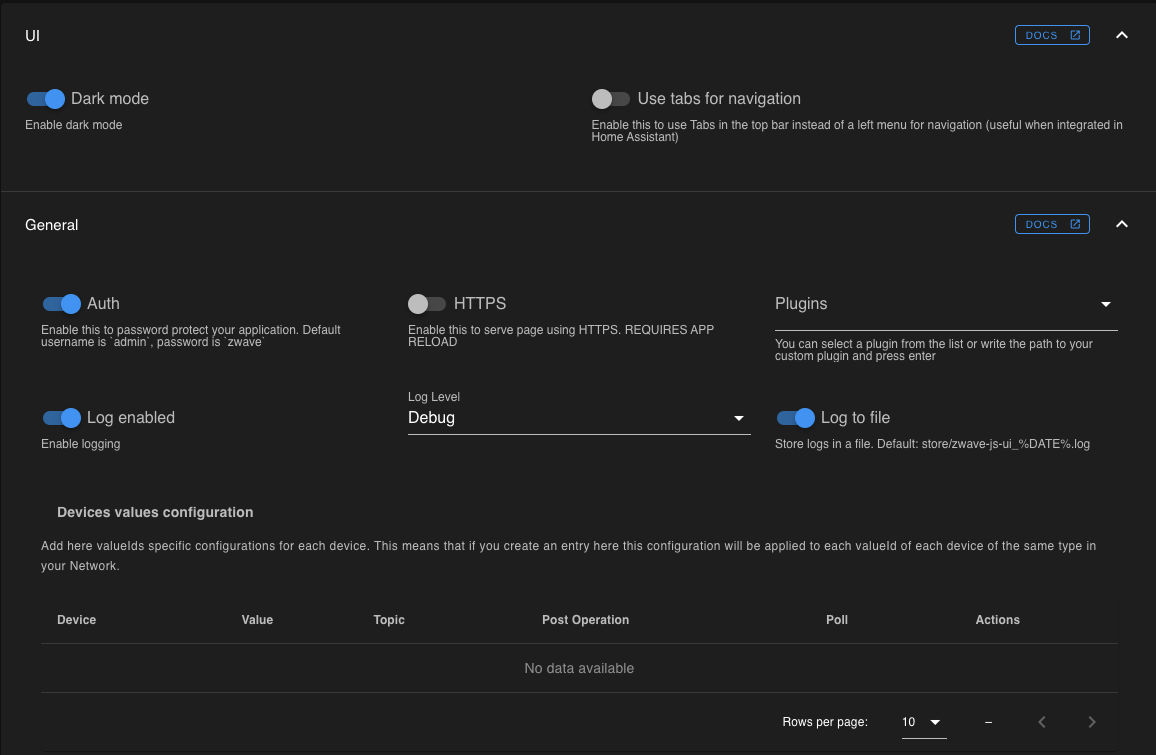 UI
DOCS
Dark mode
Use tabs for navigation
Enable dark mode
Enable this to use Tabs in the top bar instead of a left menu for navigation (useful when integrated in
Home Assistant)
General
DOCS
Auth
HTTPS
Plugins
Enable this to password protect your application. Default
username is `admin`, password is `zwave`
Enable this to serve page using HTTPS. REQUIRES APP
RELOAD
You can select a plugin from the list or write the path to your
custom plugin and press enter
Log enabled
Log Level
Debug
Log to file
Enable logging
Store logs in a file. Default: store/zwave-js-ui_%DATE%.log
Devices values configuration
Add here valueIds specific configurations for each device. This means that if you create an entry here this configuration will be applied to each valueId of each device of the same type in
your Network.
Device Value Topic Post Operation Poll Actions
No data available
Rows per page: 10 –